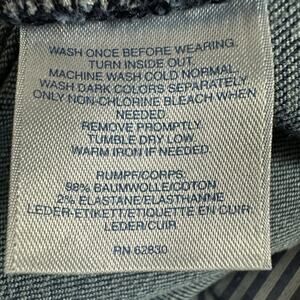 WASH ONCE BEFORE WEARING.
TURN INSIDE OUT.
MACHINE WASH COLD NORMAL.
WASH DARK COLORS SEPARATELY
ONLY NON-CHLORINE BLEACH WHEN
NEEDED
REMOVE PROMPTLY.
TUMBLE DRY LOW.
WARM IRON IF NEEDED.
RUMPF/CORPS:
98% BAUMWOLLE/COTON
2% ELASTANE/ELASTHANNE
LEDER-ETIKETT/ETIQUETTE EN CUIR:
LEDER/CUIR
RN 62830